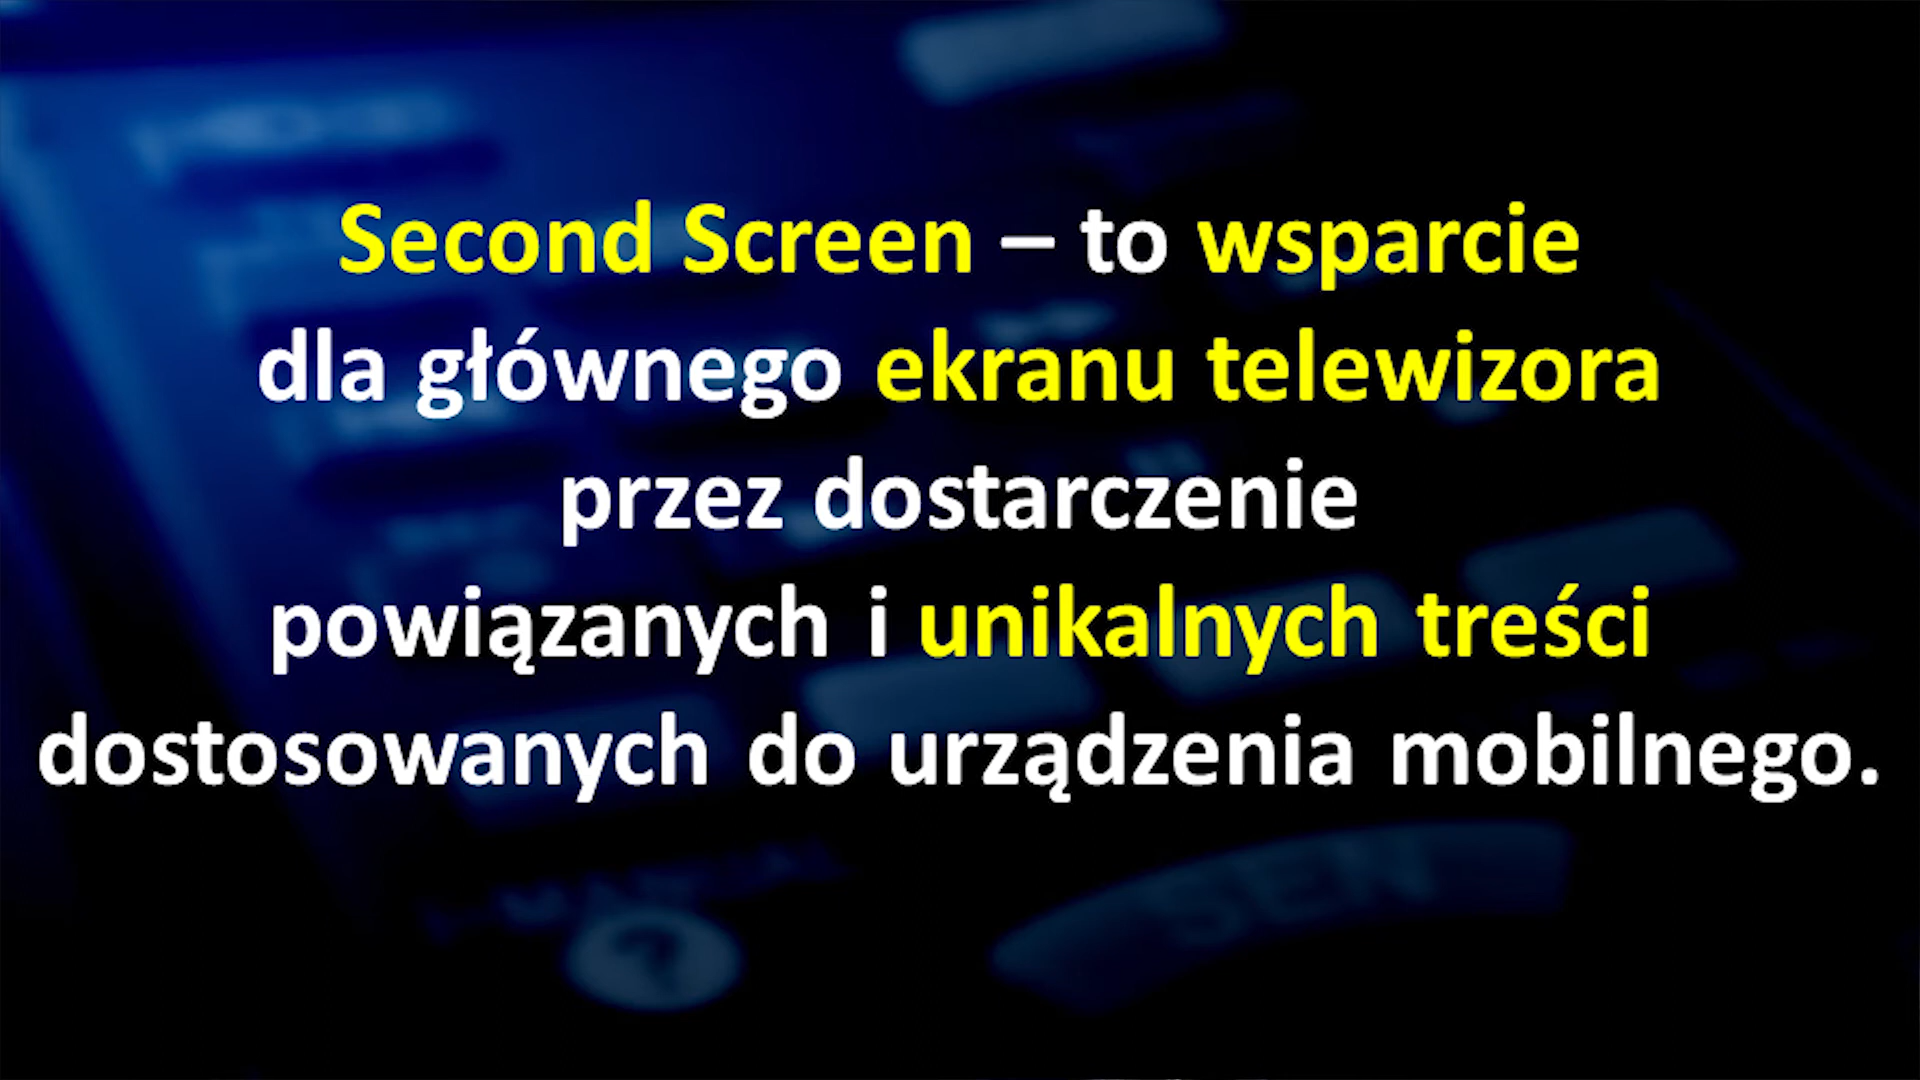 Second Screen – to wsparcie
dla głównego ekranu telewizora
przez dostarczenie
powiązanych i unikalnych treści
dostosowanych do urządzenia mobilnego.